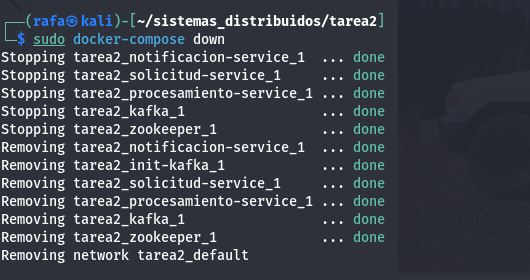 ┌──(rafa㉿kali)-[~/sistemas_distribuidos/tarea2]
└─$ sudo docker-compose down
Stopping tarea2_notificacion-service_1  ... done
Stopping tarea2_solicitud-service_1     ... done
Stopping tarea2_procesamiento-service_1 ... done
Stopping tarea2_kafka_1                 ... done
Stopping tarea2_zookeeper_1             ... done
Removing tarea2_notificacion-service_1  ... done
Removing tarea2_init-kafka_1            ... done
Removing tarea2_solicitud-service_1     ... done
Removing tarea2_procesamiento-service_1 ... done
Removing tarea2_kafka_1                 ... done
Removing tarea2_zookeeper_1             ... done
Removing network tarea2_default